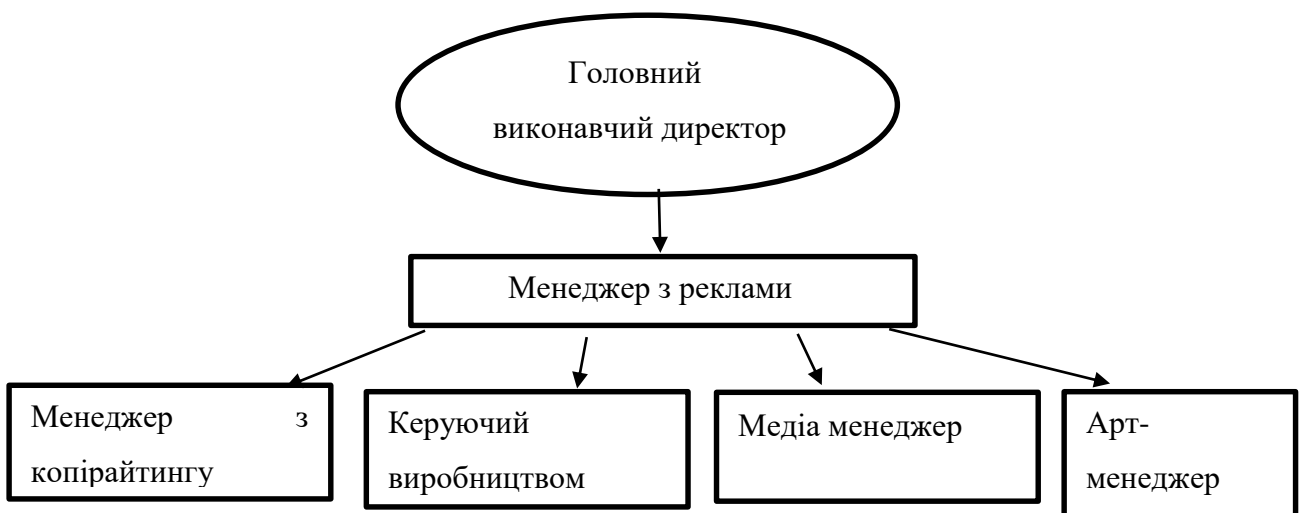 Головний
виконавчий директор
Менеджер з реклами
Менеджер з
копірайтингу
Керуючий
виробництвом
Медіа менеджер
Арт-
менеджер